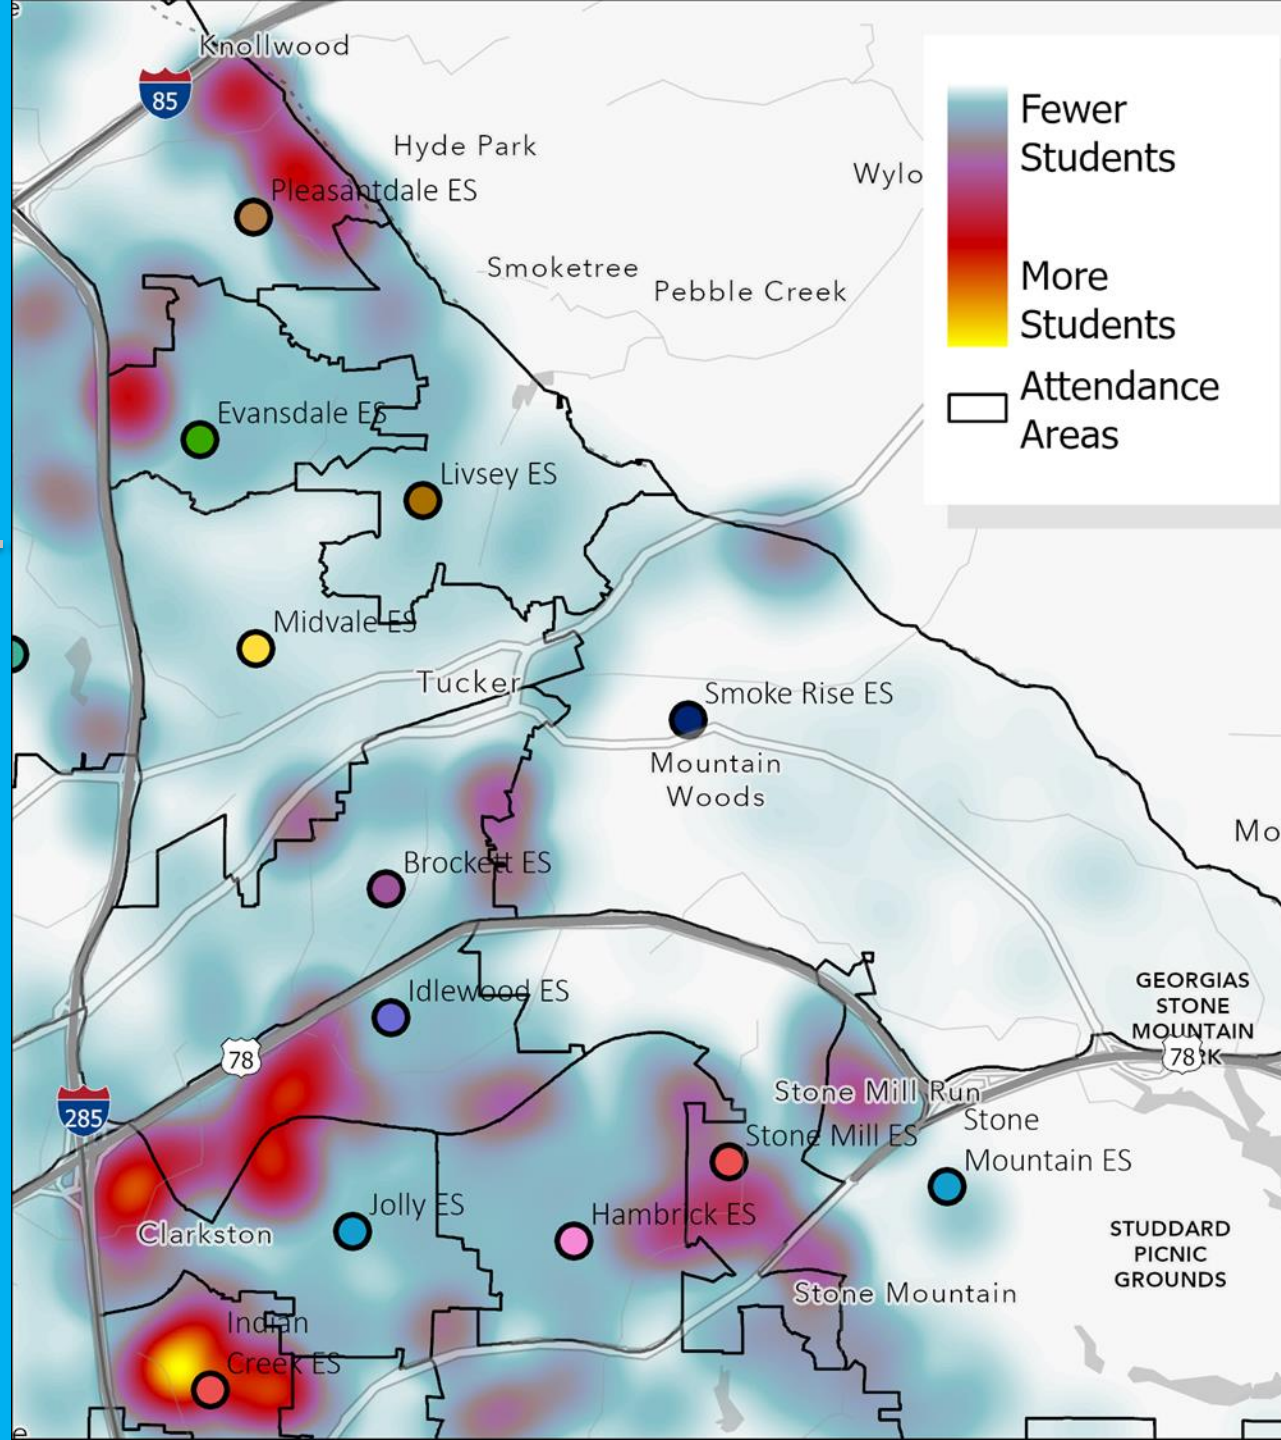 Knollwood
85
Hyde Park
Wylo
Pleasantdale ES
Smoketree
Pebble Creek
Fewer
Students
More
Students
Attendance
Areas
Evansdale ES
Livsey ES
Midvale ES
Tucker
Smoke Rise ES
Mountain
Woods
Mo
Brockett ES
Idlewood ES
78
285
GEORGIAS
STONE
MOUNTAIN
RK
78
Stone Mill Run
Stone
Mountain ES
Stone Mill ES
Jolly ES
Hambrick ES
Clarkston
STUDDARD
PICNIC
GROUNDS
Stone Mountain
Indian
Creek ES
e